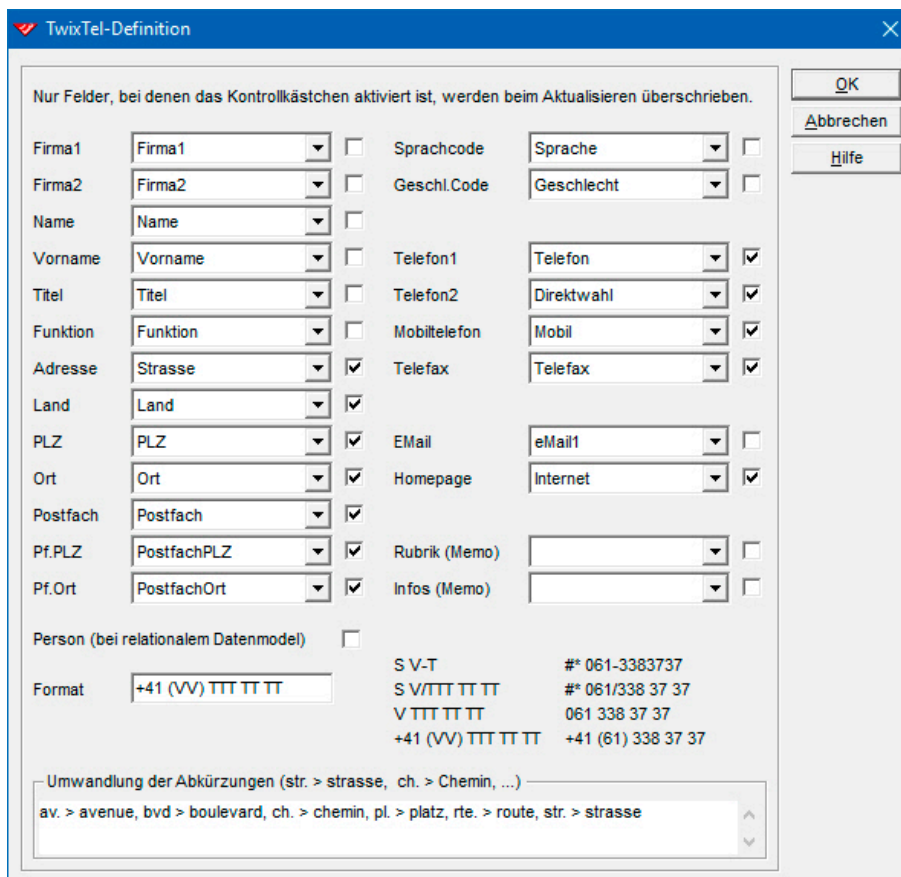 TwixTel-Definition
Nur Felder, bei denen das Kontrollkästchen aktiviert ist, werden beim Aktualisieren überschrieben.
OK
Abbrechen
Hilfe
Firma1 Firma1 Sprachcode Sprache
Firma2 Firma2 Geschl.Code Geschlecht
Name Name
Vorname Vorname Telefon1 Telefon
Titel Titel Telefon2 Direktwahl
Funktion Funktion Mobiltelefon Mobil
Adresse Strasse Telefax Telefax
Land Land
PLZ PLZ EMail eMail1
Ort Ort Homepage Internet
Postfach Postfach
Pf.PLZ PostfachPLZ Rubrik (Memo)
Pf.Ort PostfachOrt Infos (Memo)
Person (bei relationalem Datenmodel)
S V-T #* 061-3383737
Format +41 (VV) TTT TT TT S V/TTT TT TT #* 061/338 37 37
V TTT TT TT 061 338 37 37
+41 (VV) TTT TT TT +41 (61) 338 37 37
Umwandlung der Abkürzungen (str. > strasse, ch. > Chemin, ...)
av. > avenue, bvd > boulevard, ch. > chemin, pl. > platz, rte. > route, str. > strasse